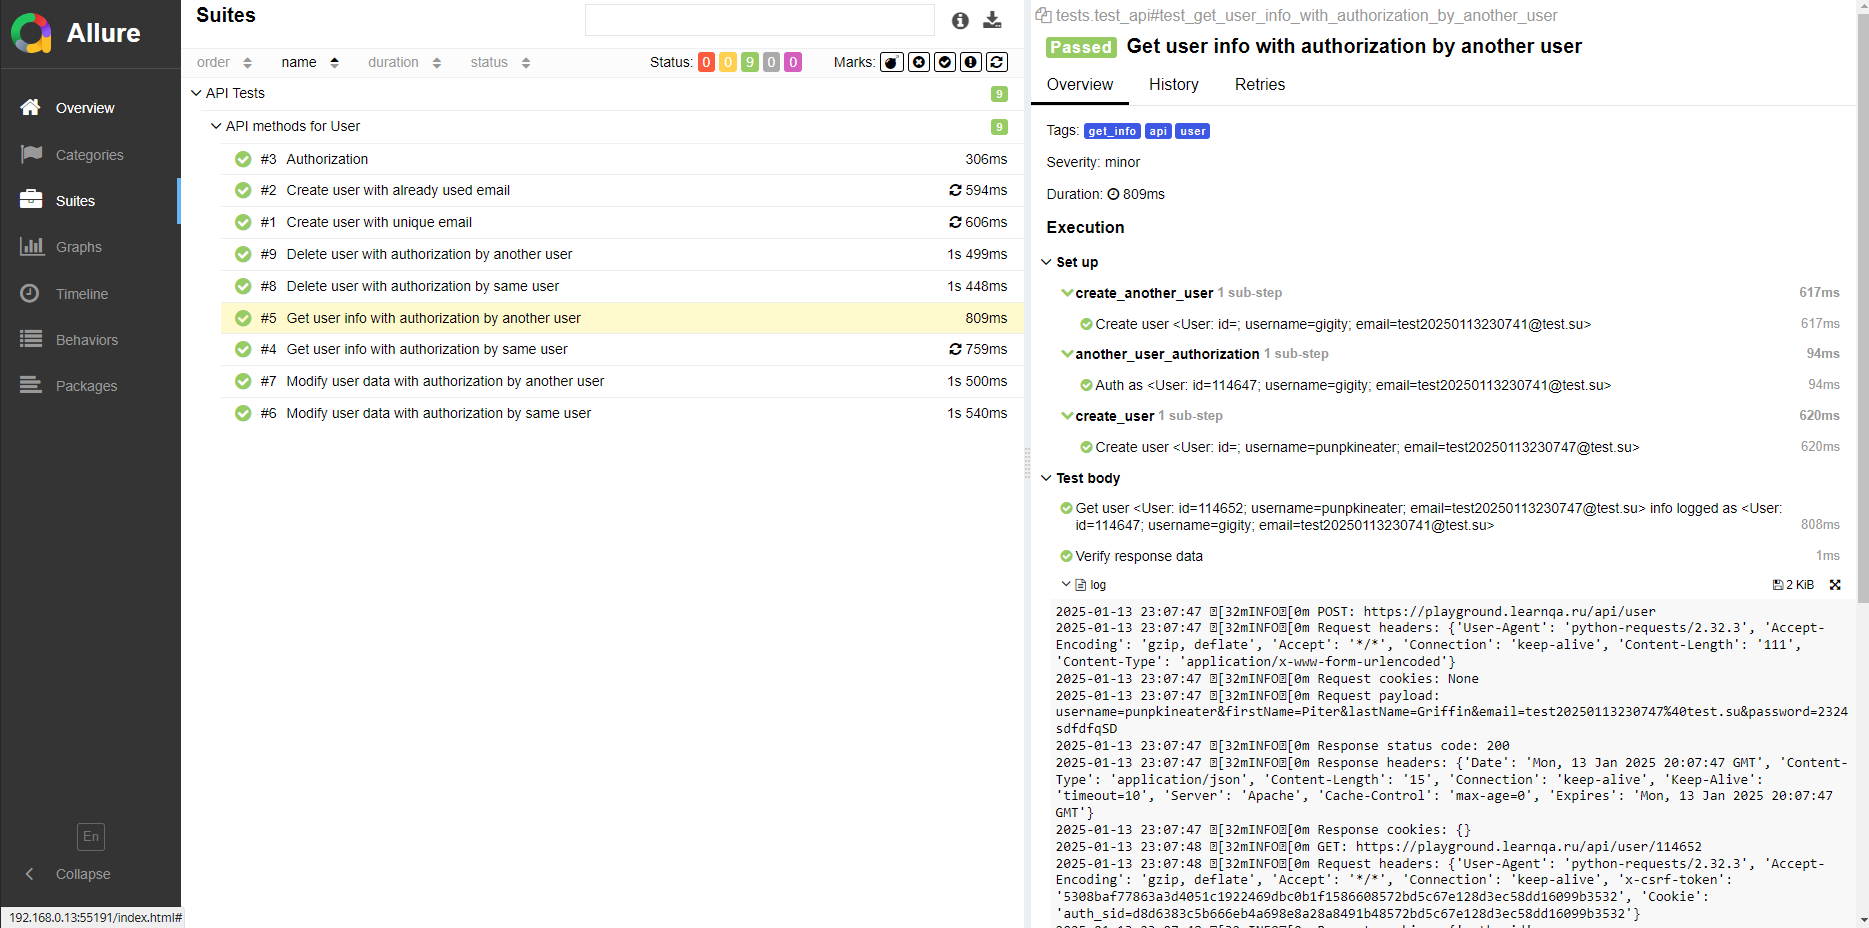 Allure
Overview
Categories
Suites
Graphs
Timeline
Behaviors
Packages
En
Collapse
192.168.0.13:55191/index.html#
Suites
order name duration status Status: 0 0 9 0 0 Marks:
API Tests 9
API methods for User 9
#3 Authorization 306ms
#2 Create user with already used email 594ms
#1 Create user with unique email 606ms
#9 Delete user with authorization by another user 1s 499ms
#8 Delete user with authorization by same user 1s 448ms
#5 Get user info with authorization by another user 809ms
#4 Get user info with authorization by same user 759ms
#7 Modify user data with authorization by another user 1s 500ms
#6 Modify user data with authorization by same user 1s 540ms
tests.test_api#test_get_user_info_with_authorization_by_another_user
Passed Get user info with authorization by another user
Overview History Retries
Tags: get_info api user
Severity: minor
Duration: 809ms
Execution
Set up
create_another_user 1 sub-step 617ms
Create user <User: id=; username=gigity; email=test20250113230741@test.su> 617ms
another_user_authorization 1 sub-step 94ms
Auth as <User: id=114647; username=gigity; email=test20250113230741@test.su> 94ms
create_user 1 sub-step 620ms
Create user <User: id=; username=punpkineater; email=test20250113230747@test.su> 620ms
Test body
Get user <User: id=114652; username=punpkineater; email=test20250113230747@test.su> info logged as <User:
id=114647; username=gigity; email=test20250113230741@test.su> 808ms
Verify response data 1ms
log 2 KiB
2025-01-13 23:07:47 [32mINFO[0m POST: https://playground.learnqa.ru/api/user
2025-01-13 23:07:47 [32mINFO[0m Request headers: {'User-Agent': 'python-requests/2.32.3', 'Accept-
Encoding': 'gzip, deflate', 'Accept': '*/*', 'Connection': 'keep-alive', 'Content-Length': '111',
'Content-Type': 'application/x-www-form-urlencoded'}
2025-01-13 23:07:47 [32mINFO[0m Request cookies: None
2025-01-13 23:07:47 [32mINFO[0m Request payload:
username=punpkineater&firstName=Piter&lastName=Griffin&email=test20250113230747%40test.su&password=2324
sdfdfqSD
2025-01-13 23:07:47 [32mINFO[0m Response status code: 200
2025-01-13 23:07:47 [32mINFO[0m Response headers: {'Date': 'Mon, 13 Jan 2025 20:07:47 GMT', 'Content-
Type': 'application/json', 'Content-Length': '15', 'Connection': 'keep-alive', 'Keep-Alive':
'timeout=10', 'Server': 'Apache', 'Cache-Control': 'max-age=0', 'Expires': 'Mon, 13 Jan 2025 20:07:47
GMT'}
2025-01-13 23:07:47 [32mINFO[0m Response cookies: {}
2025-01-13 23:07:48 [32mINFO[0m GET: https://playground.learnqa.ru/api/user/114652
2025-01-13 23:07:48 [32mINFO[0m Request headers: {'User-Agent': 'python-requests/2.32.3', 'Accept-
Encoding': 'gzip, deflate', 'Accept': '*/*', 'Connection': 'keep-alive', 'x-csrf-token':
'5308baf77863a3d4051c1922469dbc0b1f1586608572bd5c67e128d3ec58dd16099b3532', 'Cookie':
'auth_sid=d8d6383c5b666eb4a698e8a28a8491b48572bd5c67e128d3ec58dd16099b3532'}